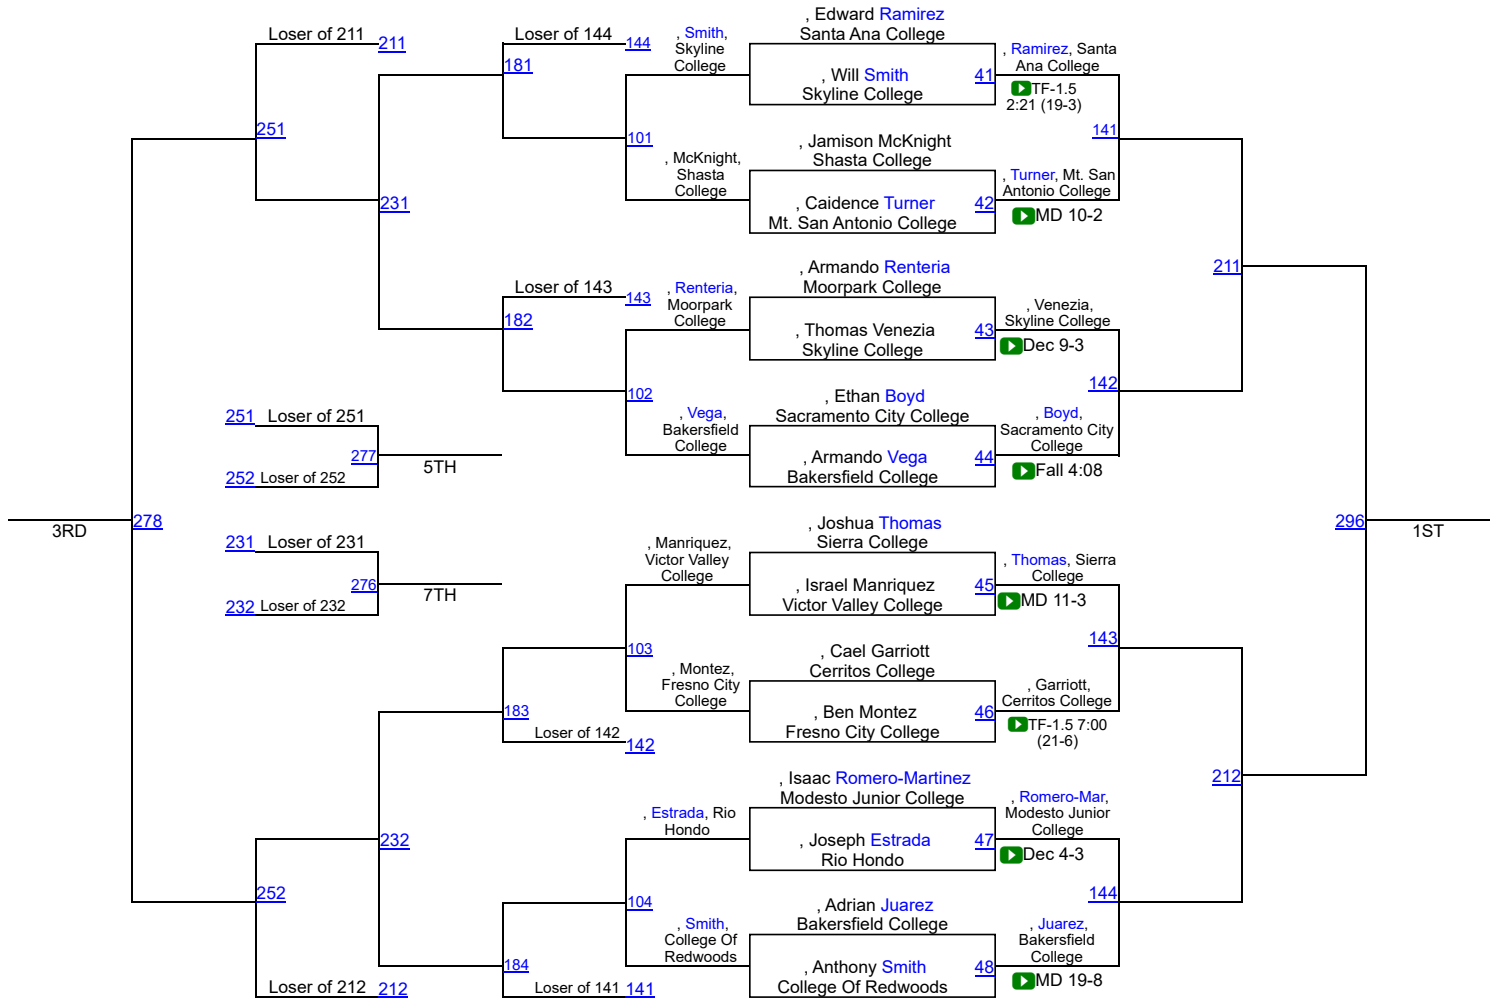 Loser of 211 211
251
231
181
Loser of 144 144
, Smith,
Skyline
College
101
, McKnight,
Shasta
College
Loser of 143 143
182
, Renteria,
Moorpark
College
102
, Vega,
Bakersfield
College
, Edward Ramirez
Santa Ana College
, Will Smith 41
Skyline College
, Ramirez, Santa
Ana College
TF-1.5
2:21 (19-3)
141
, Jamison McKnight
Shasta College
, Caidence Turner 42
Mt. San Antonio College
, Turner, Mt. San
Antonio College
MD 10-2
211
, Armando Renteria
Moorpark College
, Thomas Venezia 43
Skyline College
, Venezia,
Skyline College
Dec 9-3
142
, Ethan Boyd
Sacramento City College
, Armando Vega 44
Bakersfield College
, Boyd,
Sacramento City
College
Fall 4:08
251 Loser of 251
277
5TH
252 Loser of 252
3RD
278
231 Loser of 231
276
7TH
232 Loser of 232
296
1ST
, Manriquez,
Victor Valley
College
103
, Montez,
Fresno City
College
183
Loser of 142 142
232
252
, Estrada, Rio
Hondo
104
, Smith,
College Of
Redwoods
184
Loser of 212 212
Loser of 141 141
, Joshua Thomas
Sierra College
, Israel Manriquez 45
Victor Valley College
, Thomas, Sierra
College
MD 11-3
143
, Cael Garriott
Cerritos College
, Ben Montez 46
Fresno City College
, Garriott,
Cerritos College
TF-1.5 7:00
(21-6)
212
, Isaac Romero-Martinez
Modesto Junior College
, Joseph Estrada 47
Rio Hondo
, Romero-Mar,
Modesto Junior
College
Dec 4-3
144
, Adrian Juarez
Bakersfield College
, Anthony Smith 48
College Of Redwoods
, Juarez,
Bakersfield
College
MD 19-8